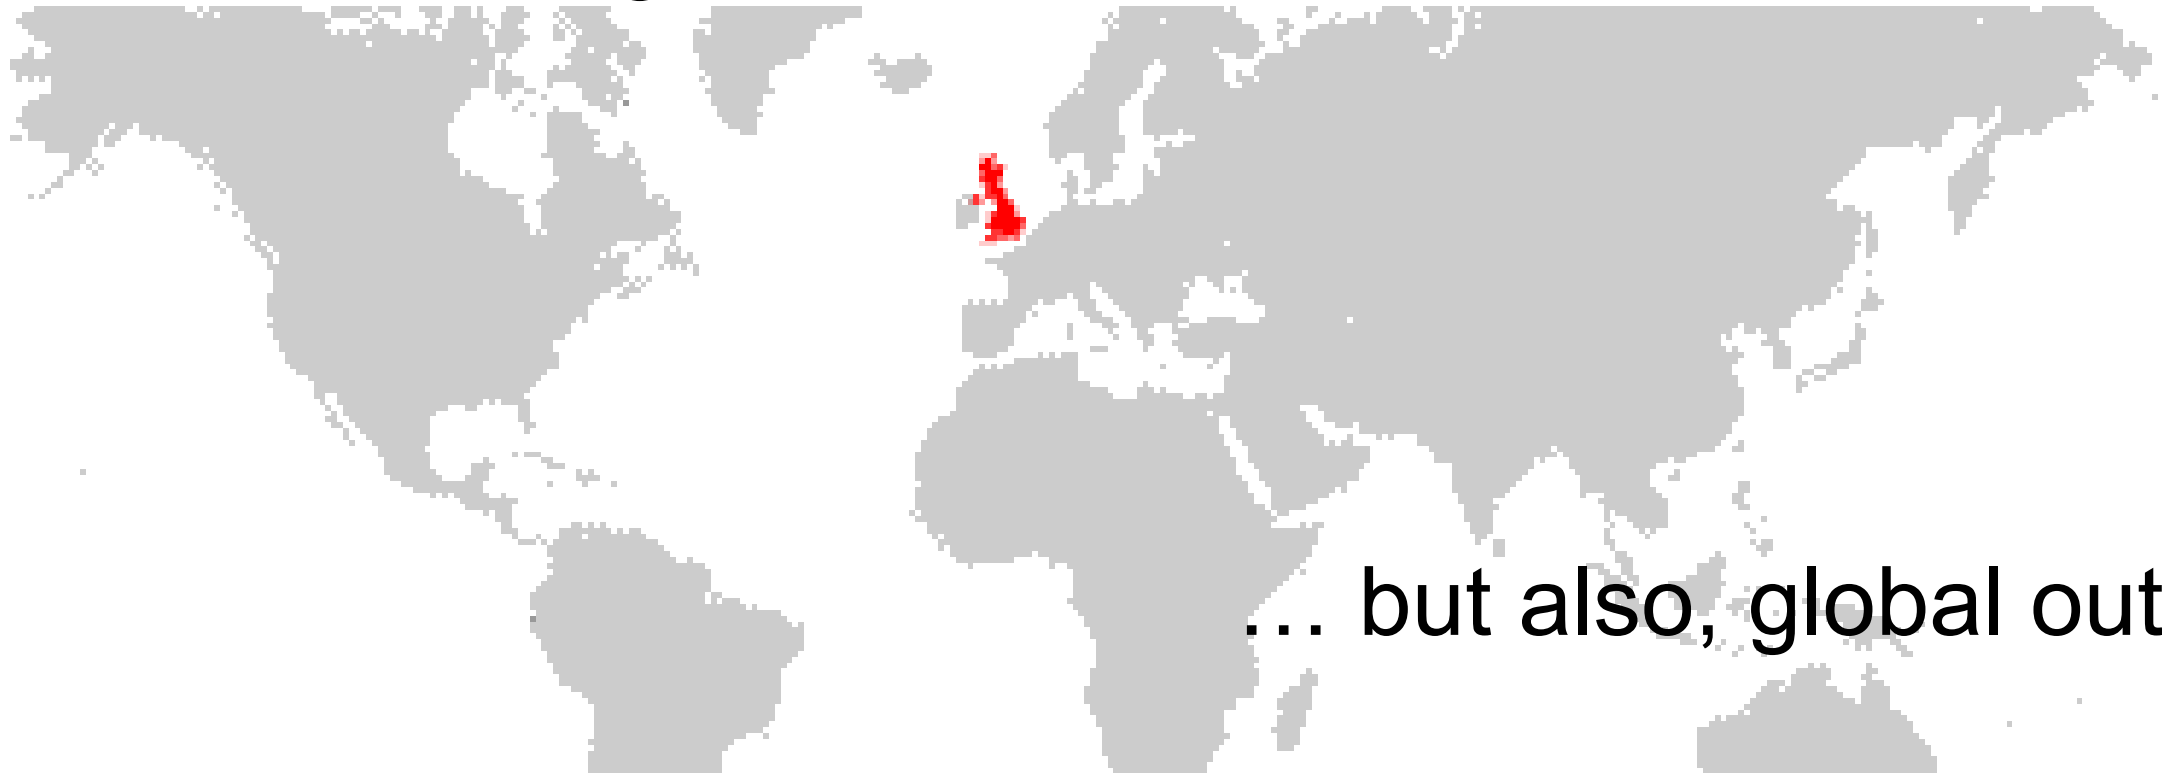 … but also, global out